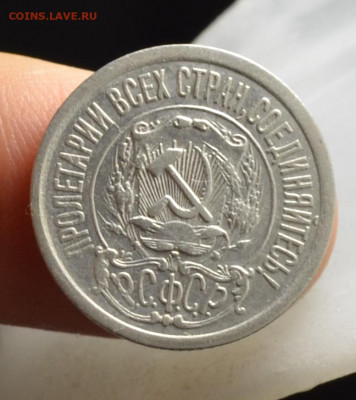 COINS.LAVE.RU
ПРОЛЕТАРИИ ВСЕХ СТРАН, СОЕДИНЯЙТЕСЬ!
Р.С.Ф.С.Р.